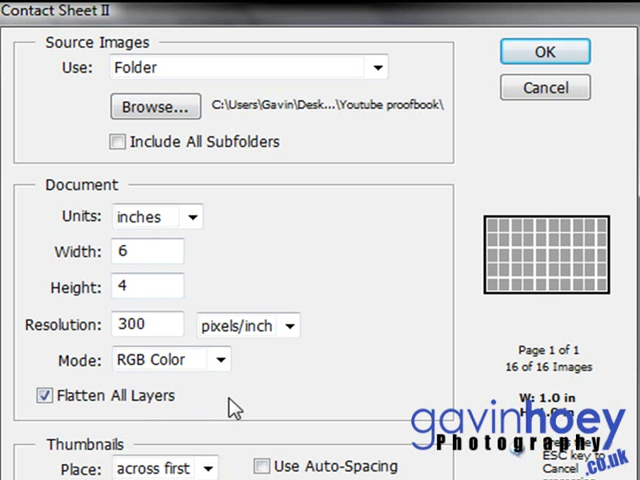 Contact Sheet II
Source Images
Use: Folder
Browse... C:\Users\Gavin\Desk...\Youtube proofbook\
Include All Subfolders
OK
Cancel
Document
Units: inches
Width: 6
Height: 4
Resolution: 300 pixels/inch
Mode: RGB Color
Flatten All Layers
Page 1 of 1
16 of 16 Images
W: 1.0 in
gavinhoey
Photography
.co.uk
ESC key to
Cancel
Thumbnails
Place: across first
Use Auto-Spacing